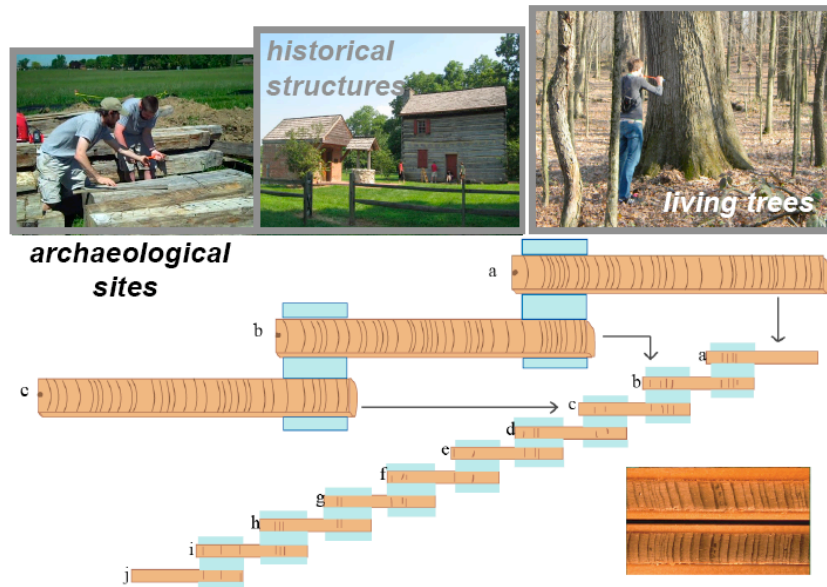 historical
structures
living trees
archaeological
sites
a
b
c
a
b
c
d
e
f
g
h
i
j